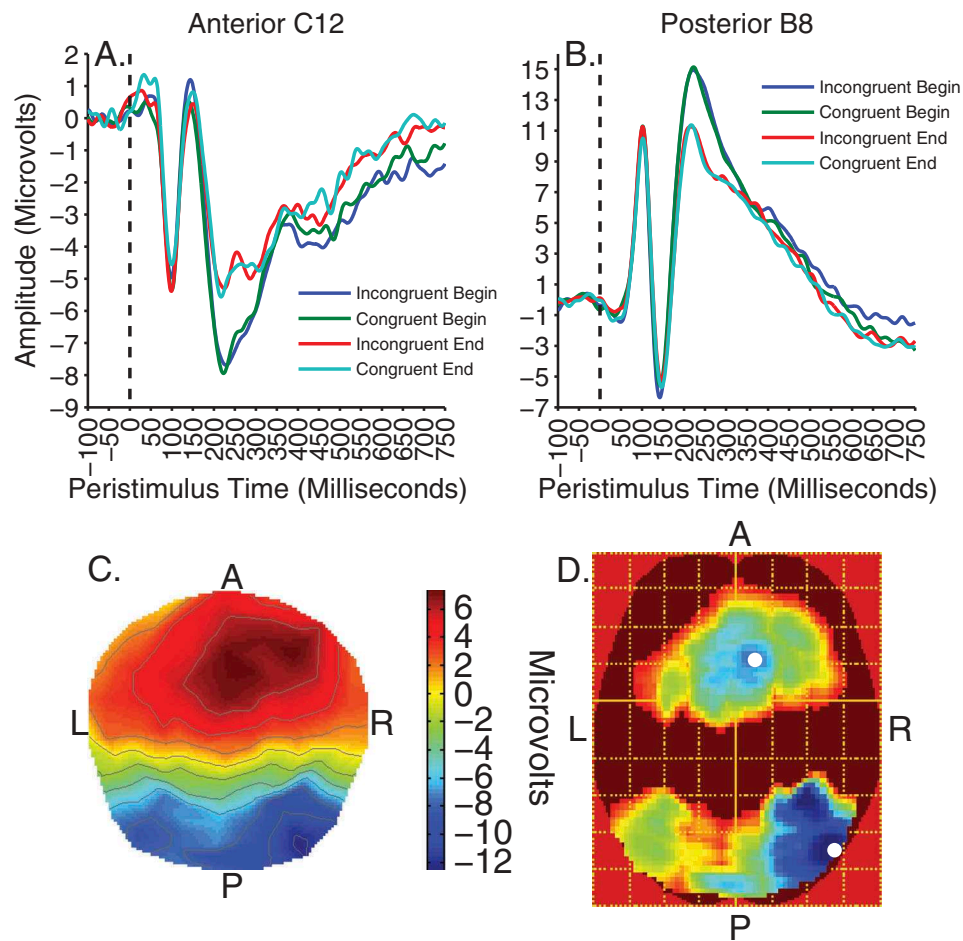 Anterior C12
Posterior B8
A.
2
1
0
−1
−2
−3
−4
−5
−6
−7
−8
−9
Amplitude (Microvolts)
Incongruent Begin
Congruent Begin
Incongruent End
Congruent End
−100
−50
0
50
100
150
200
250
300
350
400
450
500
550
600
650
700
750
Peristimulus Time (Milliseconds)
B.
15
13
11
9
7
5
3
1
−1
−3
−5
−7
Incongruent Begin
Congruent Begin
Incongruent End
Congruent End
−100
−50
0
50
100
150
200
250
300
350
400
450
500
550
600
650
700
750
Peristimulus Time (Milliseconds)
C.
A
L
R
P
6
4
2
0
−2
−4
−6
−8
−10
−12
Microvolts
D.
A
L
R
P